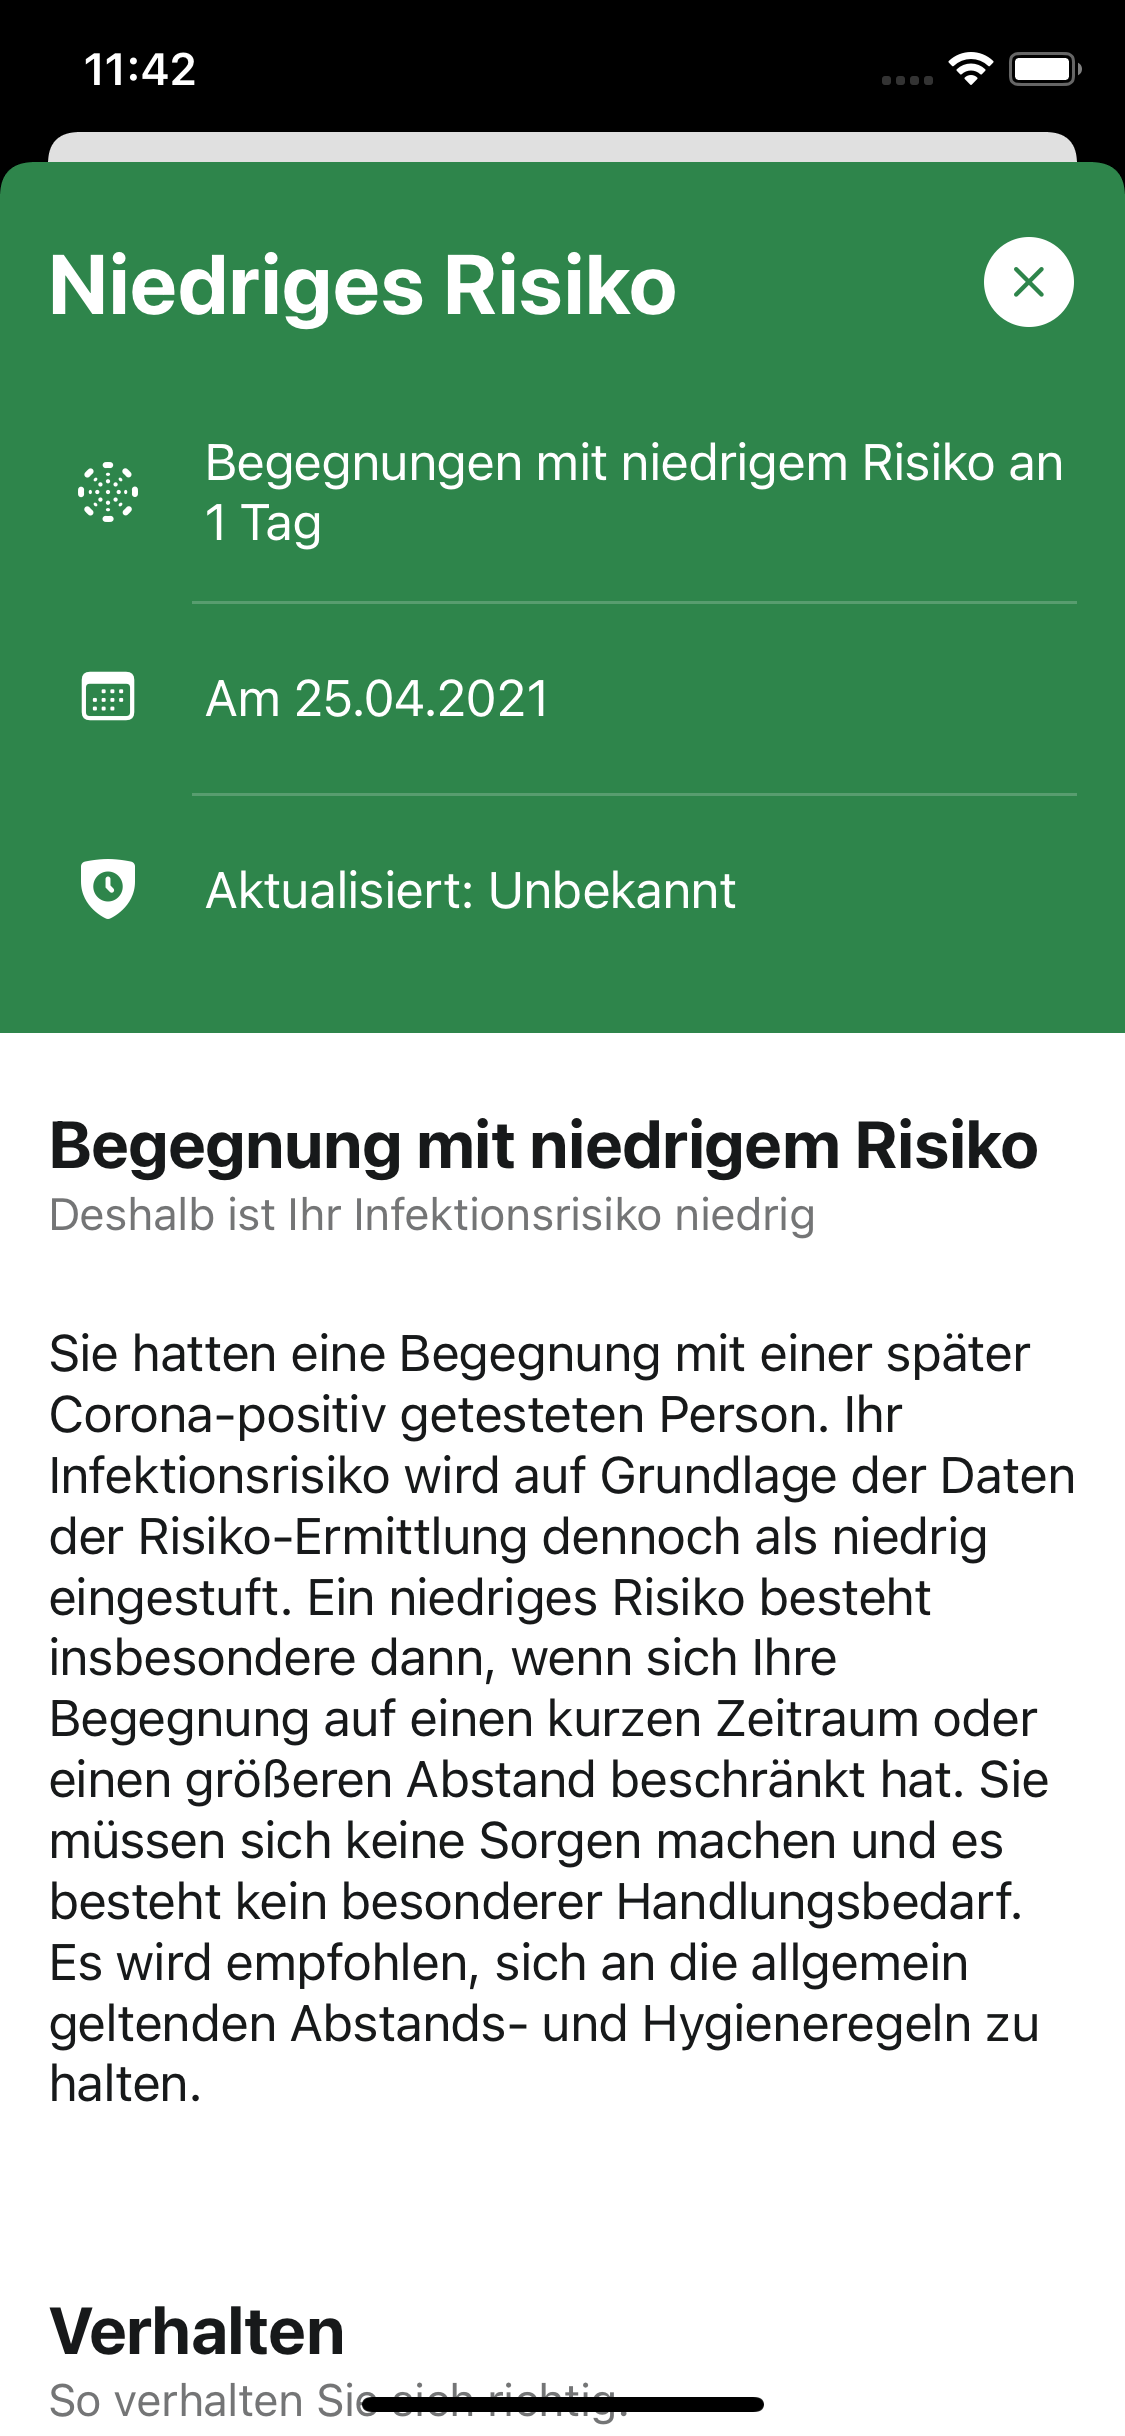 11:42
Niedriges Risiko
Begegnungen mit niedrigem Risiko an
1 Tag
Am 25.04.2021
Aktualisiert: Unbekannt
Begegnung mit niedrigem Risiko
Deshalb ist Ihr Infektionsrisiko niedrig
Sie hatten eine Begegnung mit einer später
Corona-positiv getesteten Person. Ihr
Infektionsrisiko wird auf Grundlage der Daten
der Risiko-Ermittlung dennoch als niedrig
eingestuft. Ein niedriges Risiko besteht
insbesondere dann, wenn sich Ihre
Begegnung auf einen kurzen Zeitraum oder
einen größeren Abstand beschränkt hat. Sie
müssen sich keine Sorgen machen und es
besteht kein besonderer Handlungsbedarf.
Es wird empfohlen, sich an die allgemein
geltenden Abstands- und Hygieneregeln zu
halten.
Verhalten
So verhalten Sie sich richtig.